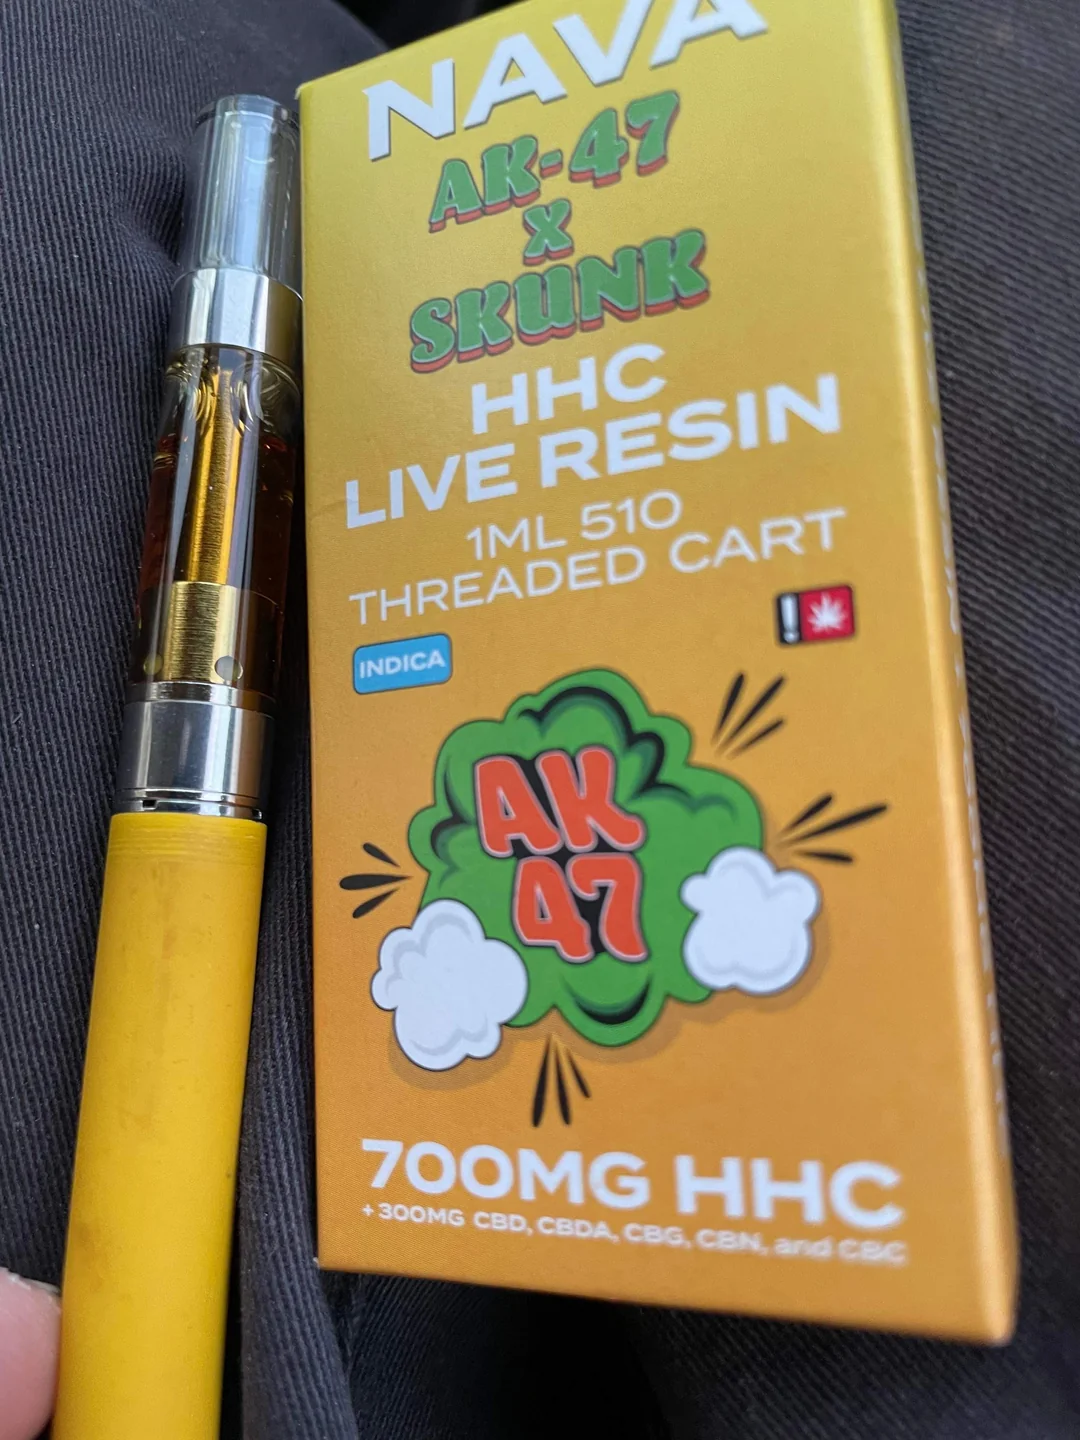 NAVA
AK-47
X
SKUNK
HHC
LIVE RESIN
1ML 510
THREADED CART
INDICA
!
AK
47
700MG HHC
+ 300MG CBD, CBDA, CBG, CBN, and CBC